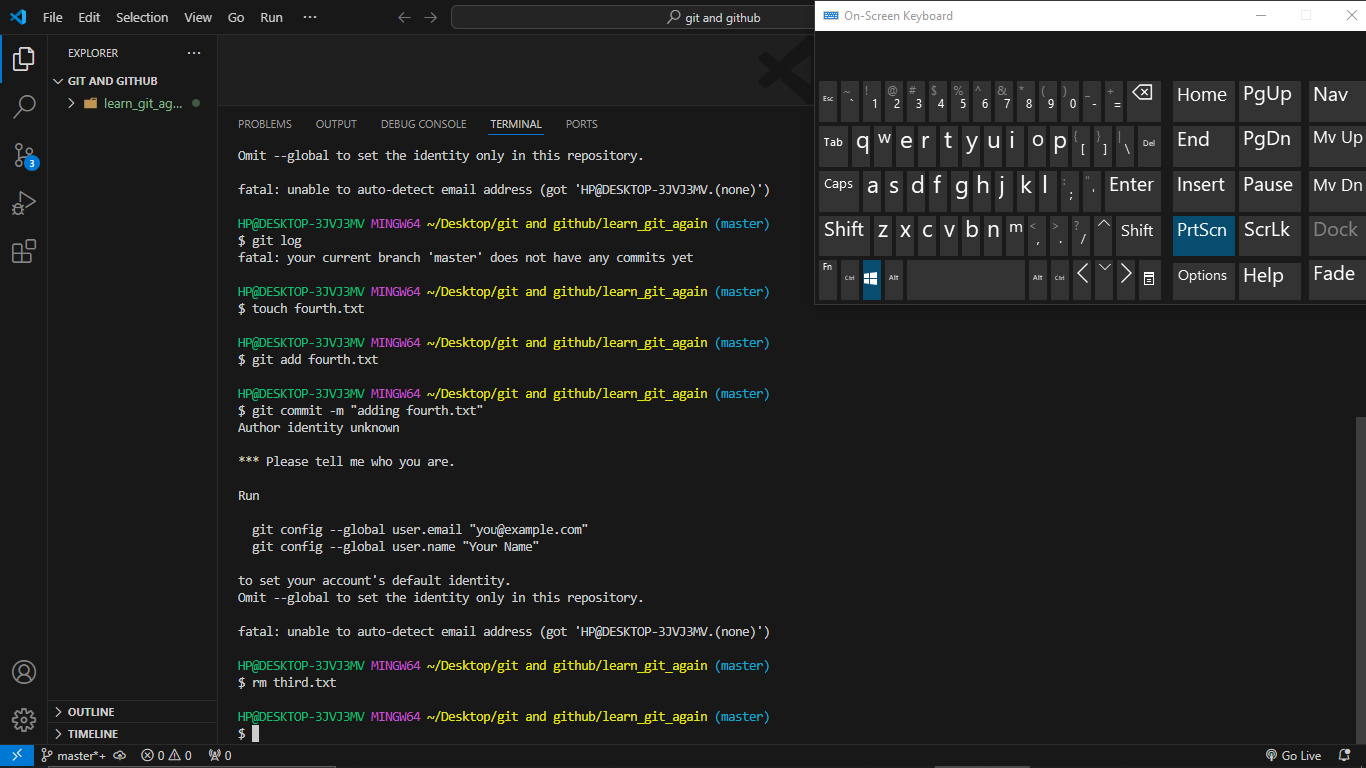 File Edit Selection View Go Run ···
git and github
On-Screen Keyboard
EXPLORER ···
GIT AND GITHUB
learn_git_ag...
3
PROBLEMS OUTPUT DEBUG CONSOLE TERMINAL PORTS
Omit --global to set the identity only in this repository.
fatal: unable to auto-detect email address (got 'HP@DESKTOP-3JVJ3MV.(none)')
HP@DESKTOP-3JVJ3MV MINGW64 ~/Desktop/git and github/learn_git_again (master)
$ git log
fatal: your current branch 'master' does not have any commits yet
HP@DESKTOP-3JVJ3MV MINGW64 ~/Desktop/git and github/learn_git_again (master)
$ touch fourth.txt
HP@DESKTOP-3JVJ3MV MINGW64 ~/Desktop/git and github/learn_git_again (master)
$ git add fourth.txt
HP@DESKTOP-3JVJ3MV MINGW64 ~/Desktop/git and github/learn_git_again (master)
$ git commit -m "adding fourth.txt"
Author identity unknown
*** Please tell me who you are.
Run
git config --global user.email "you@example.com"
git config --global user.name "Your Name"
to set your account's default identity.
Omit --global to set the identity only in this repository.
fatal: unable to auto-detect email address (got 'HP@DESKTOP-3JVJ3MV.(none)')
HP@DESKTOP-3JVJ3MV MINGW64 ~/Desktop/git and github/learn_git_again (master)
$ rm third.txt
HP@DESKTOP-3JVJ3MV MINGW64 ~/Desktop/git and github/learn_git_again (master)
$
Esc ~ ` ! 1 @ 2 # 3 $ 4 % 5 ^ 6 & 7 * 8 ( 9 ) 0 _ - + = Home PgUp Nav
Tab q w e r t y u i o p { [ } ] | \ Del End PgDn Mv Up
Caps a s d f g h j k l : ; " ' Enter Insert Pause Mv Dn
Shift z x c v b n m < , > . ? / ^ Shift PrtScn ScrLk Dock
Fn Ctrl Alt Alt Ctrl Options Help Fade
OUTLINE
TIMELINE
master*+ 0 0 0 Go Live